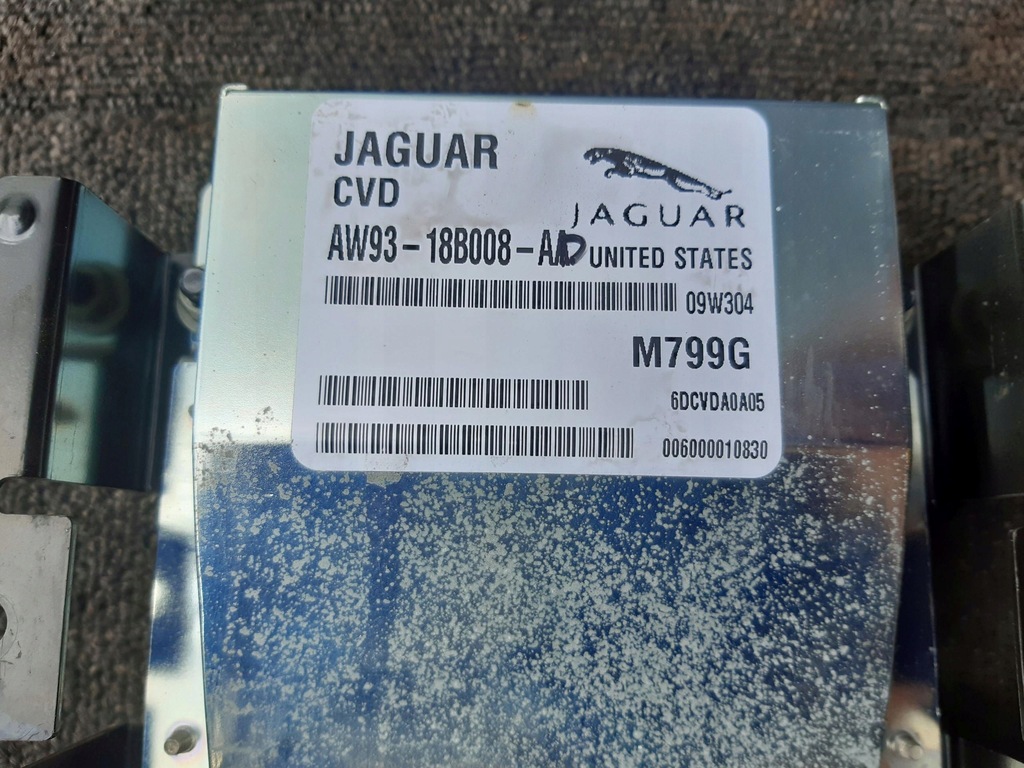 JAGUAR
CVD
JAGUAR
AW93-18B008-AD UNITED STATES
09W304
M799G
6DCVDA0A05
006000010830